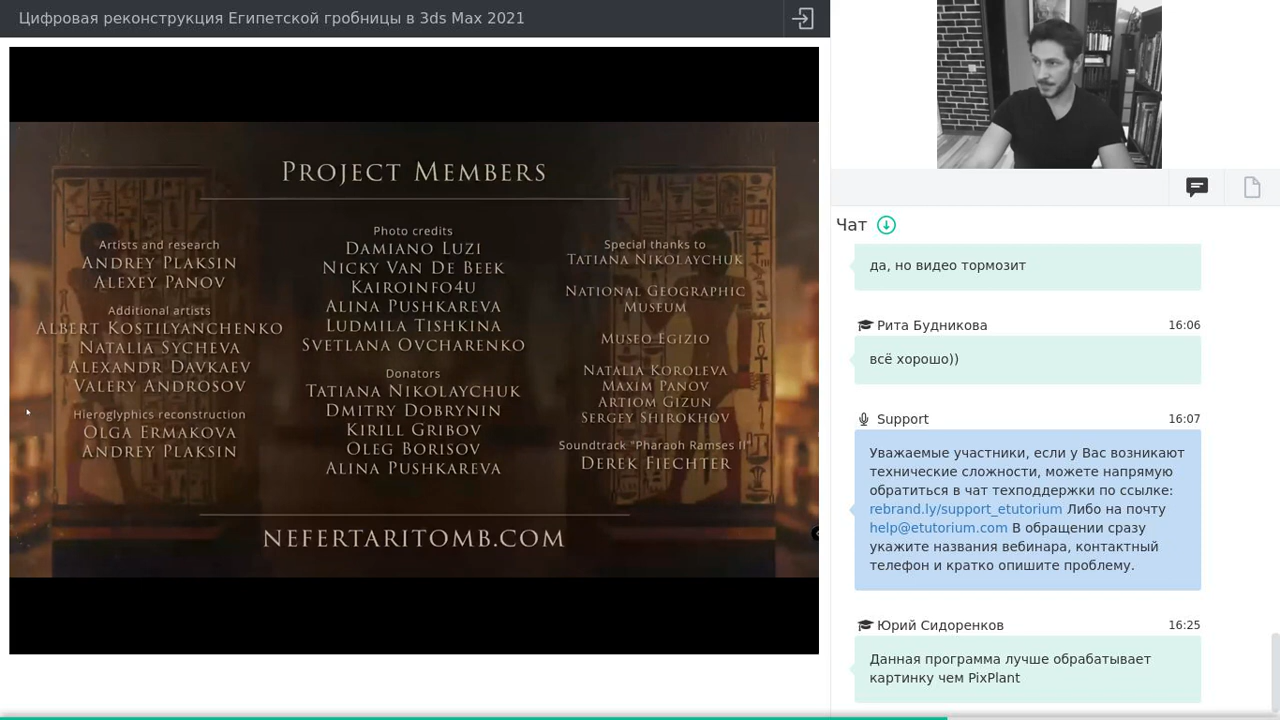 Цифровая реконструкция Египетской гробницы в 3ds Max 2021
PROJECT MEMBERS
Artists and research
ANDREY PLAKSIN
ALEXEY PANOV
Additional artists
ALBERT KOSTILYANCHENKO
NATALIA SYCHEVA
ALEXANDR DAVKAEV
VALERY ANDROSOV
Hieroglyphics reconstruction
OLGA ERMAKOVA
ANDREY PLAKSIN
Photo credits
DAMIANO LUZI
NICKY VAN DE BEEK
KAIROINFO4U
ALINA PUSHKAREVA
LUDMILA TISHKINA
SVETLANA OVCHARENKO
Donators
TATIANA NIKOLAYCHUK
DMITRY DOBRYNIN
KIRILL GRIBOV
OLEG BORISOV
ALINA PUSHKAREVA
Special thanks to
TATIANA NIKOLAYCHUK
NATIONAL GEOGRAPHIC
MUSEUM
MUSEO EGIZIO
NATALIA KOROLEVA
MAXIM PANOV
ARTIOM GIZUN
SERGEY SHIROKHOV
Soundtrack "Pharaoh Ramses II"
DEREK FIECHTER
NEFERTARITOMB.COM
Чат
да, но видео тормозит
Рита Будникова 16:06
всё хорошо))
Support 16:07
Уважаемые участники, если у Вас возникают
технические сложности, можете напрямую
обратиться в чат техподдержки по ссылке:
rebrand.ly/support_etutorium Либо на почту
help@etutorium.com В обращении сразу
укажите названия вебинара, контактный
телефон и кратко опишите проблему.
Юрий Сидоренков 16:25
Данная программа лучше обрабатывает
картинку чем PixPlant